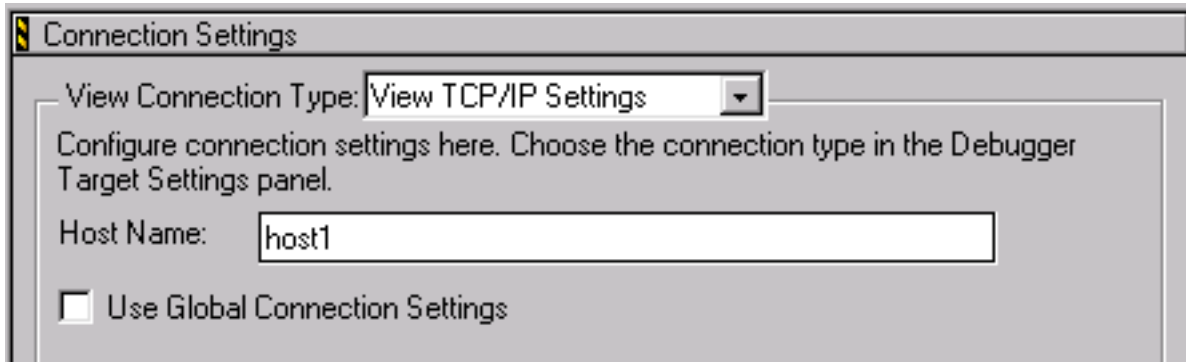 Connection Settings
View Connection Type: View TCP/IP Settings
Configure connection settings here. Choose the connection type in the Debugger
Target Settings panel.
Host Name: host1
Use Global Connection Settings